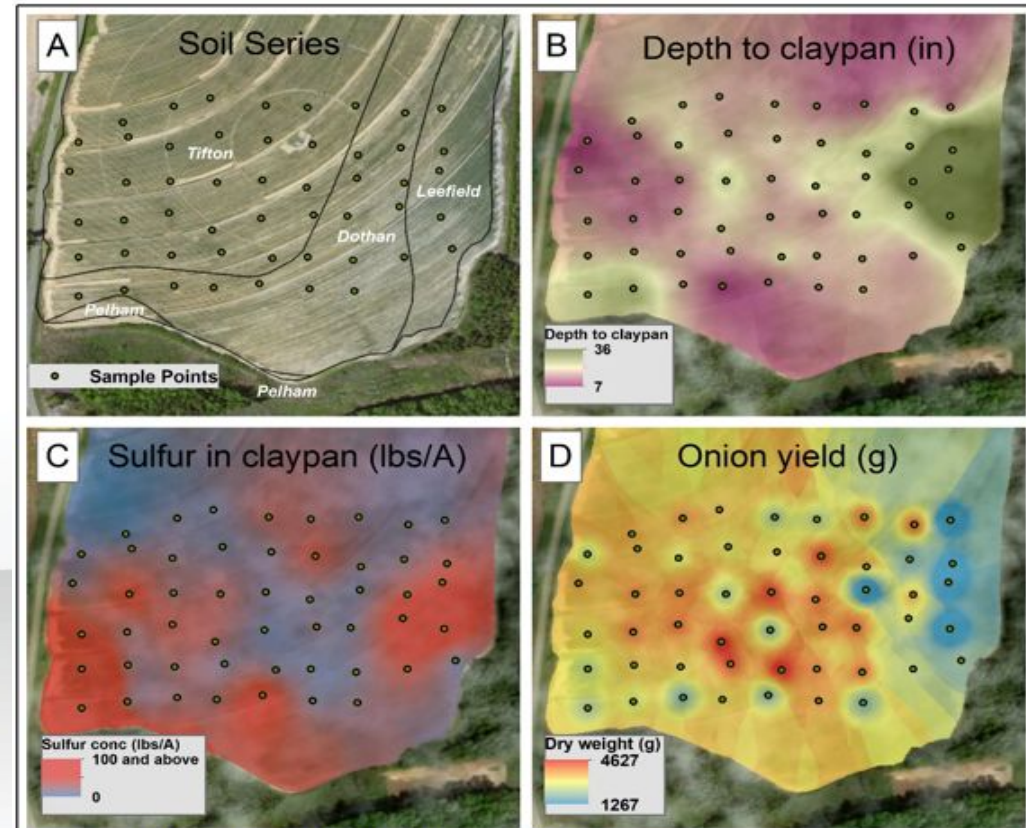 A
Soil Series
Tifton
Leefield
Dothan
Pelham
Sample Points
Pelham
B
Depth to claypan (in)
Depth to claypan
36
7
C
Sulfur in claypan (lbs/A)
Sulfur conc (lbs/A)
100 and above
0
D
Onion yield (g)
Dry weight (g)
4627
1267